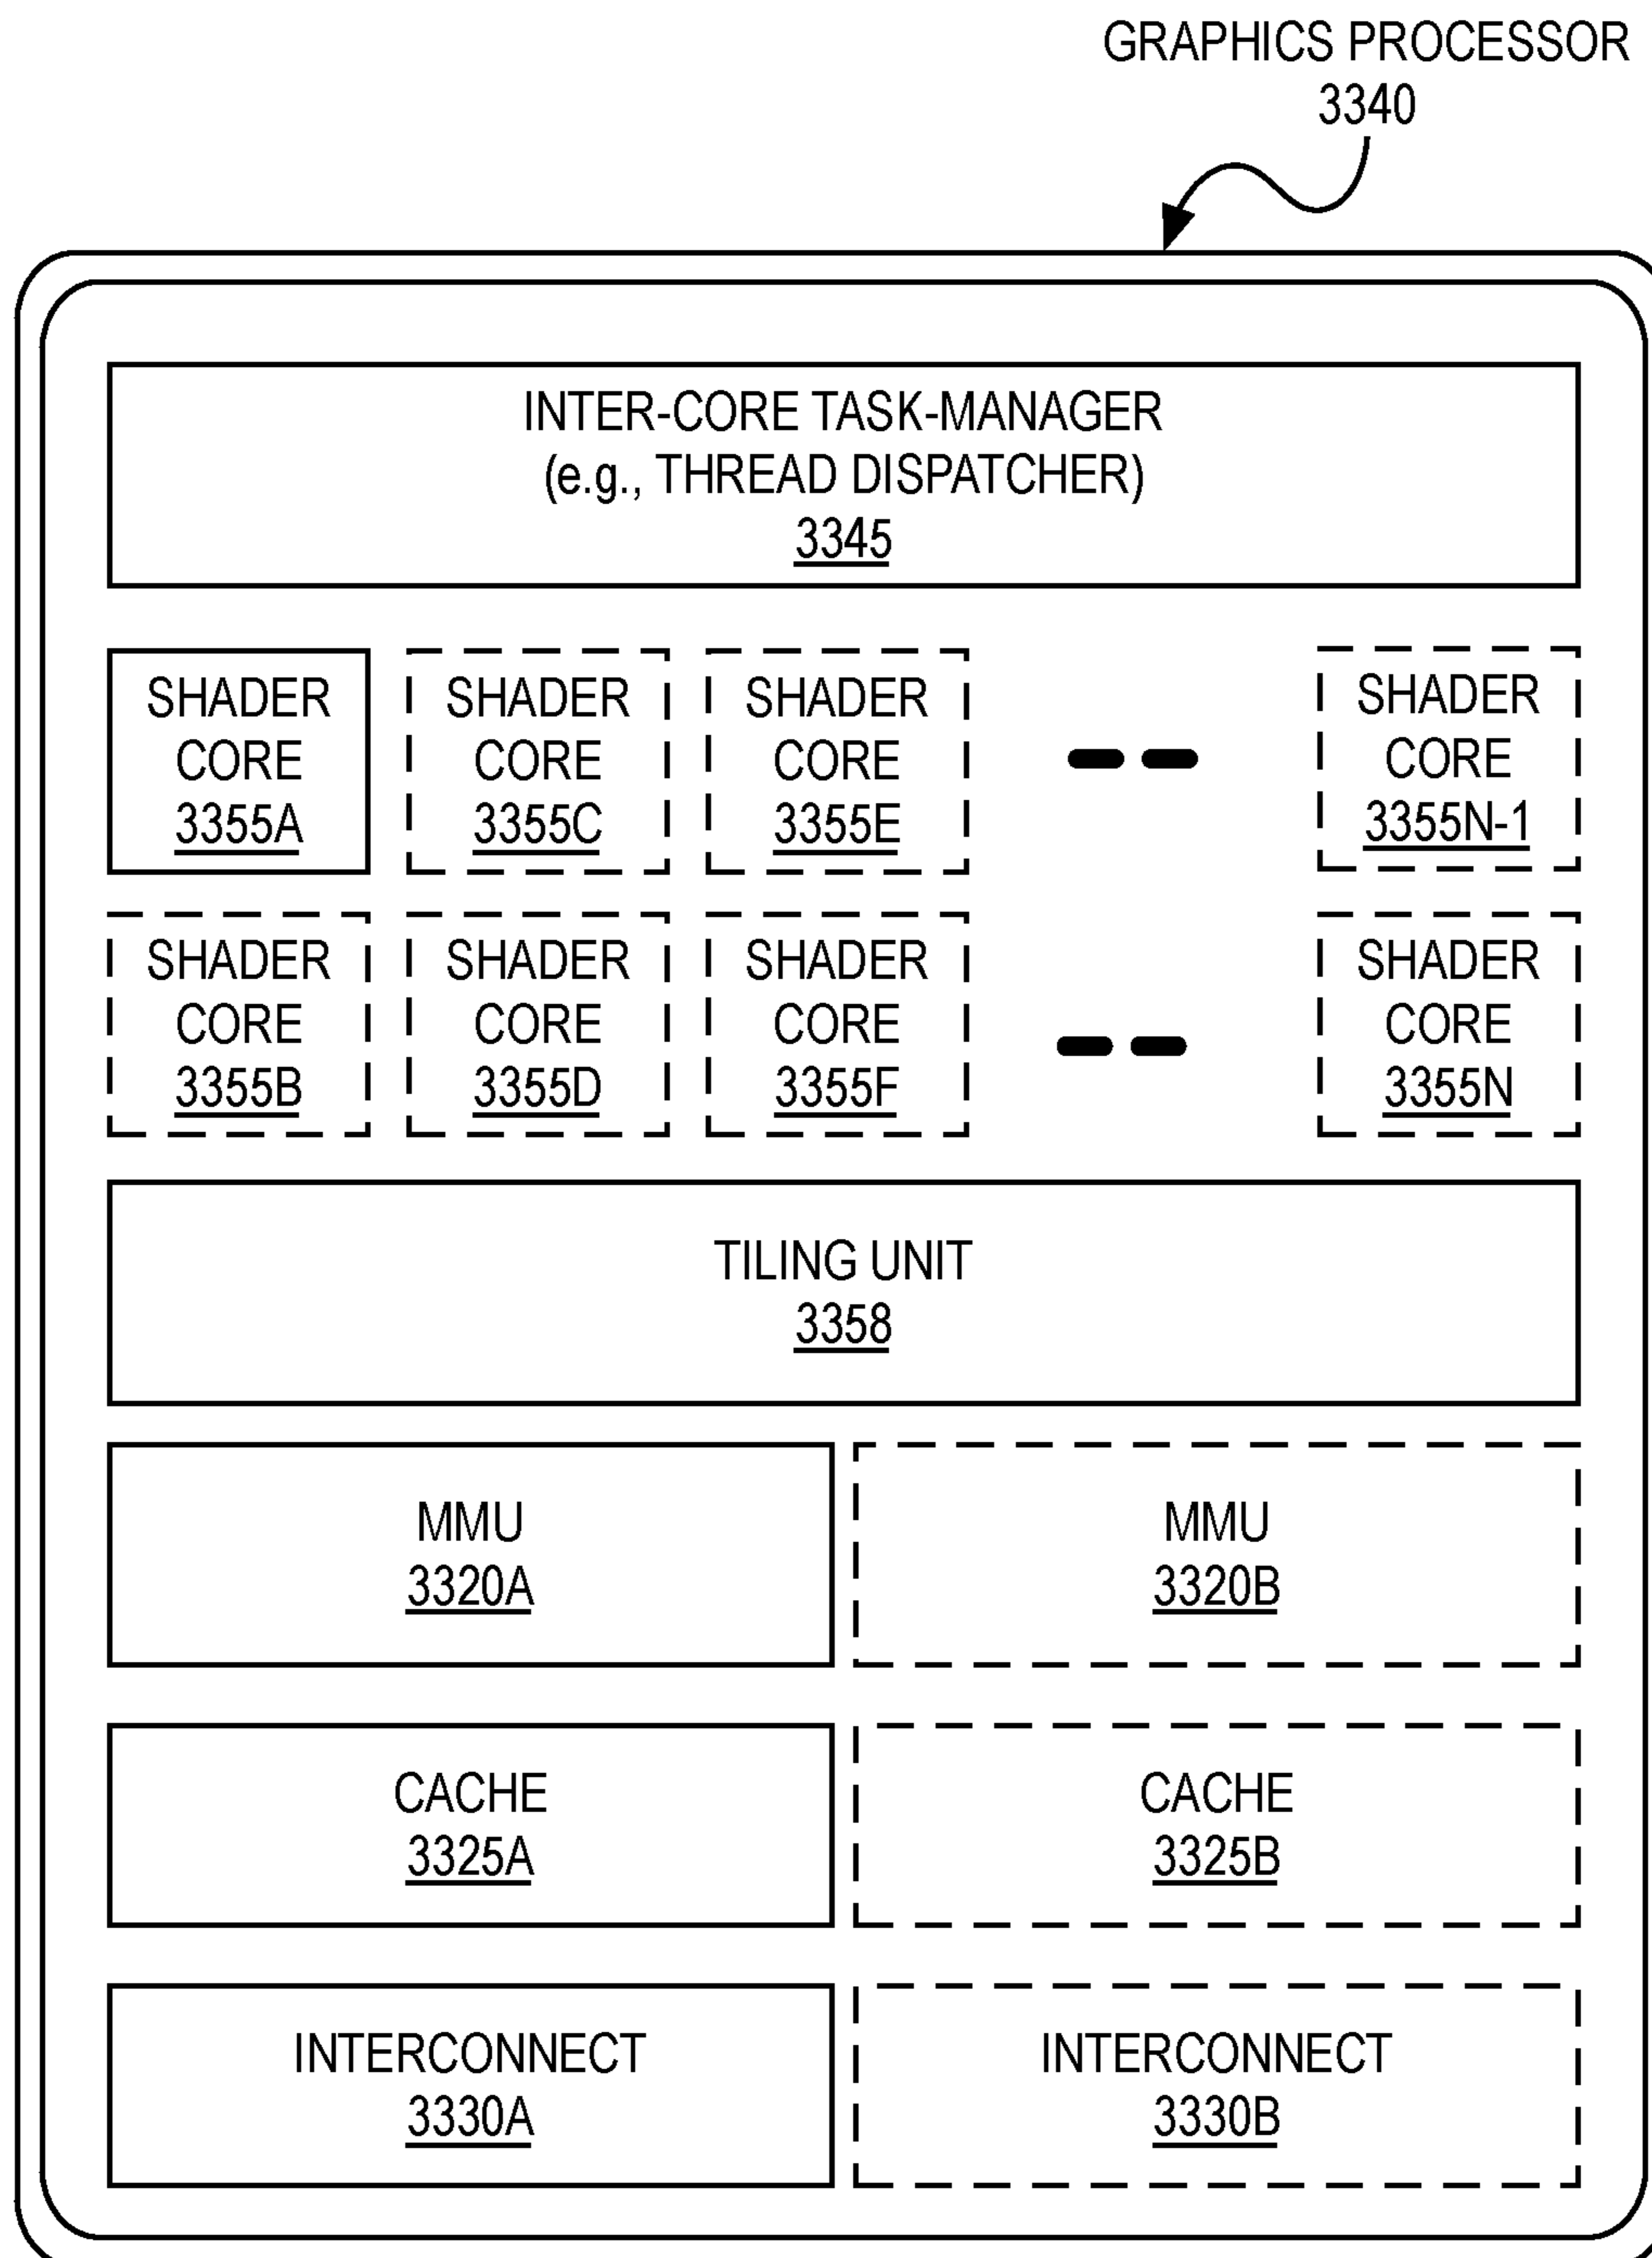 GRAPHICS PROCESSOR
3340
INTER-CORE TASK-MANAGER
(e.g., THREAD DISPATCHER)
3345
SHADER
CORE
3355A
SHADER
CORE
3355C
SHADER
CORE
3355E
SHADER
CORE
3355N-1
SHADER
CORE
3355B
SHADER
CORE
3355D
SHADER
CORE
3355F
SHADER
CORE
3355N
TILING UNIT
3358
MMU
3320A
MMU
3320B
CACHE
3325A
CACHE
3325B
INTERCONNECT
3330A
INTERCONNECT
3330B